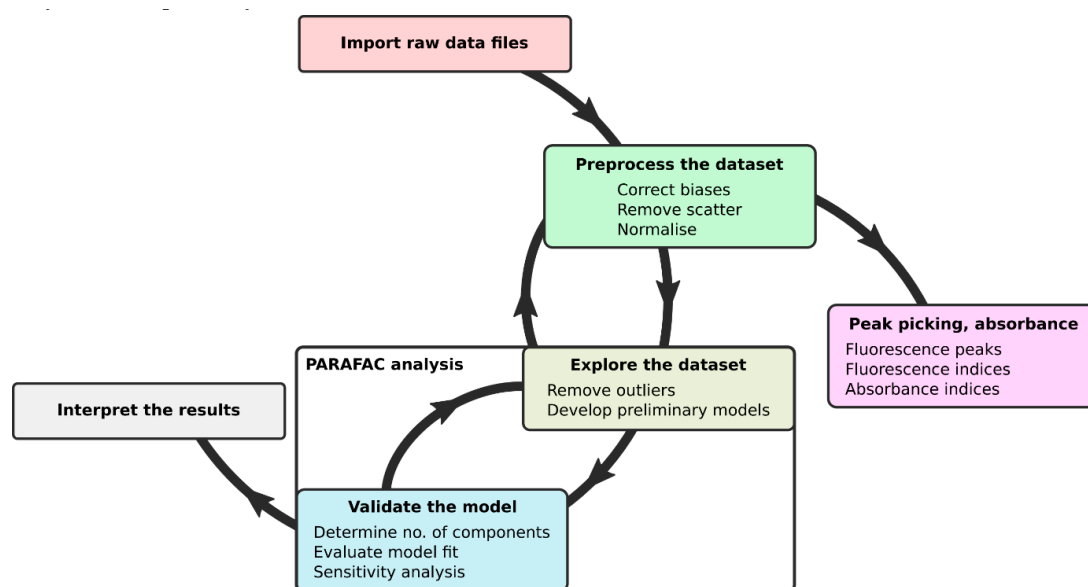 Import raw data files
Preprocess the dataset
Correct biases
Remove scatter
Normalise
Peak picking, absorbance
Fluorescence peaks
Fluorescence indices
Absorbance indices
PARAFAC analysis
Explore the dataset
Remove outliers
Develop preliminary models
Interpret the results
Validate the model
Determine no. of components
Evaluate model fit
Sensitivity analysis